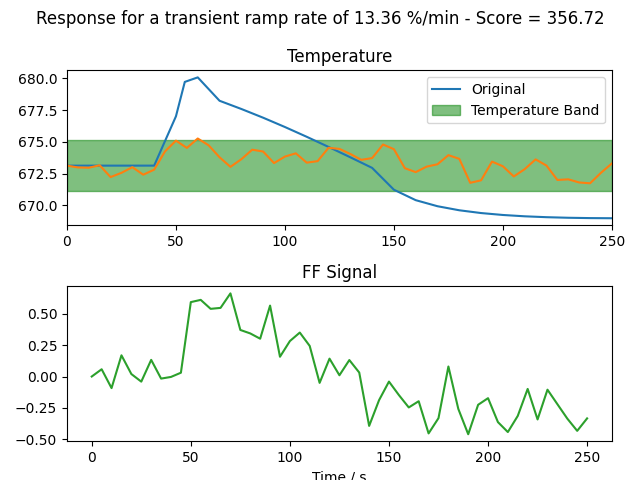 Response for a transient ramp rate of 13.36 %/min - Score = 356.72
Temperature
680.0
677.5
675.0
672.5
670.0
Original
Temperature Band
0 50 100 150 200 250
FF Signal
0.50
0.25
0.00
−0.25
−0.50
0 50 100 150 200 250
Time / s